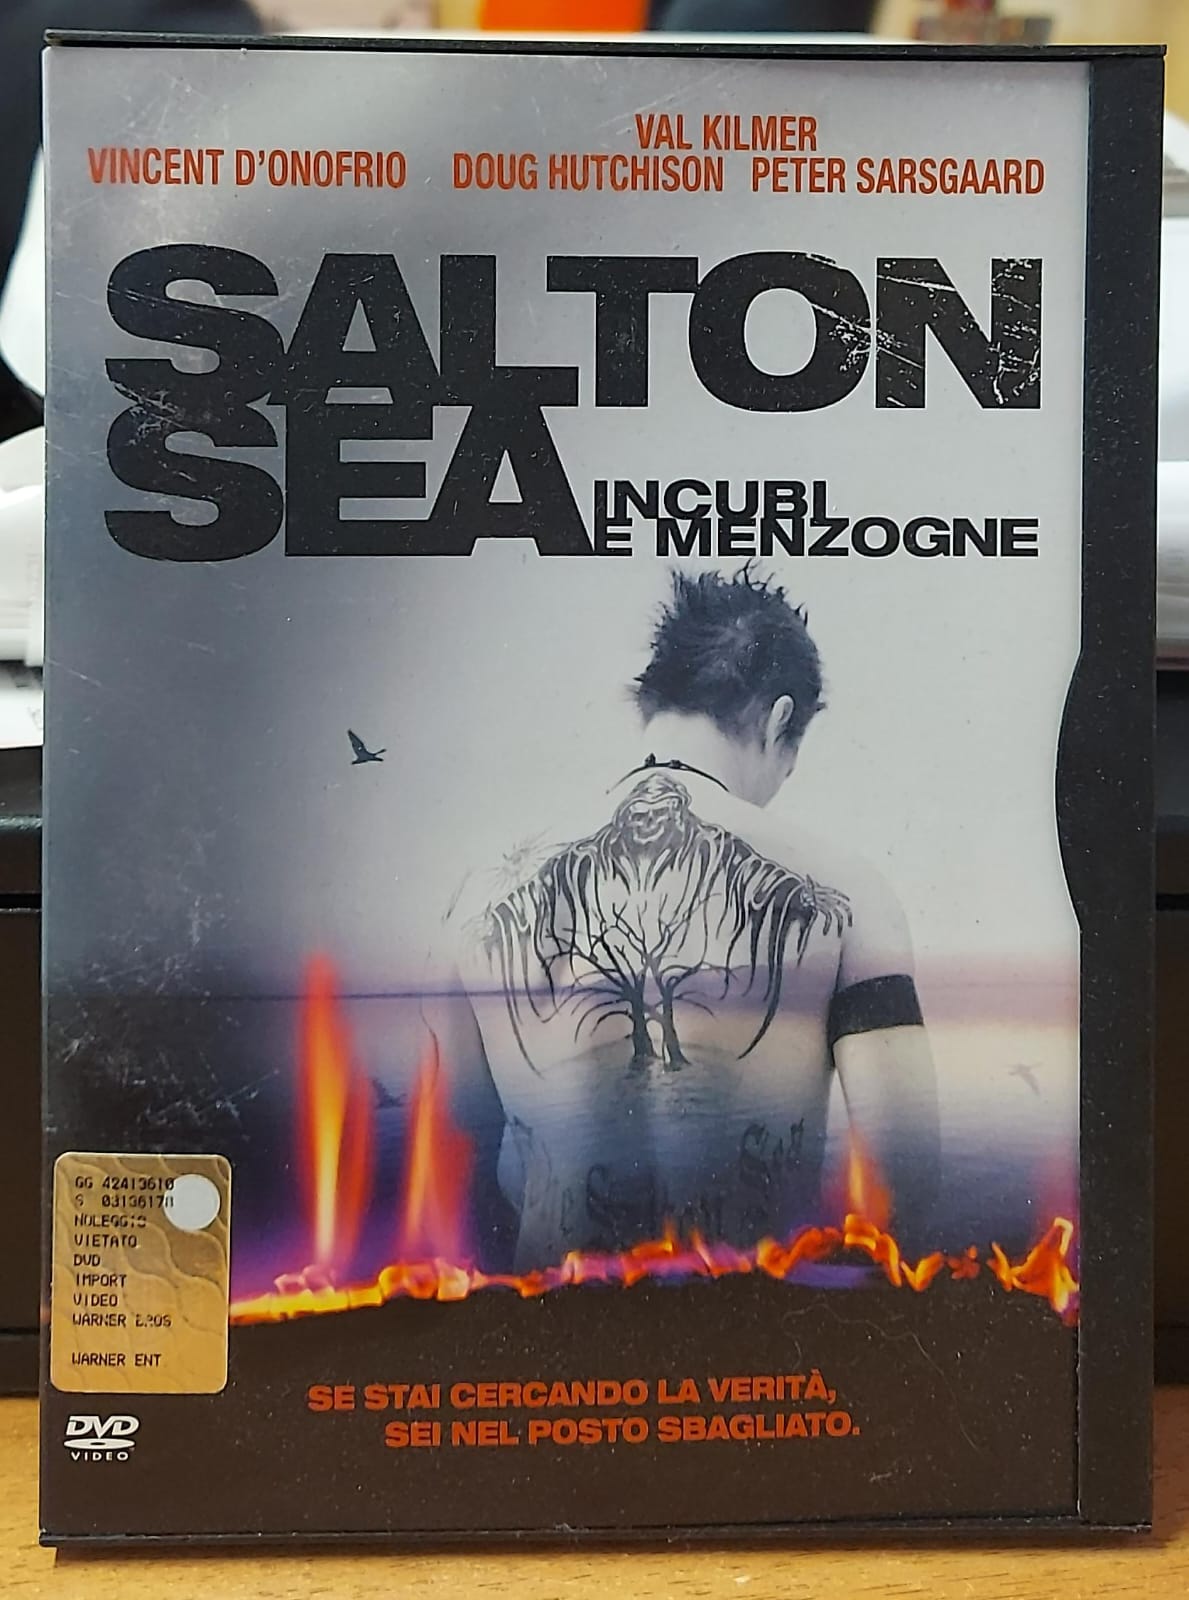 VAL KILMER
VINCENT D'ONOFRIO DOUG HUTCHISON PETER SARSGAARD
SALTON
SEA
INCUBI
E MENZOGNE
GG 42413610
S 03136178
NOLEGGIO
VIETATO
DVD
IMPORT
VIDEO
WARNER BROS
WARNER ENT
SE STAI CERCANDO LA VERITÀ,
SEI NEL POSTO SBAGLIATO.
DVD
VIDEO